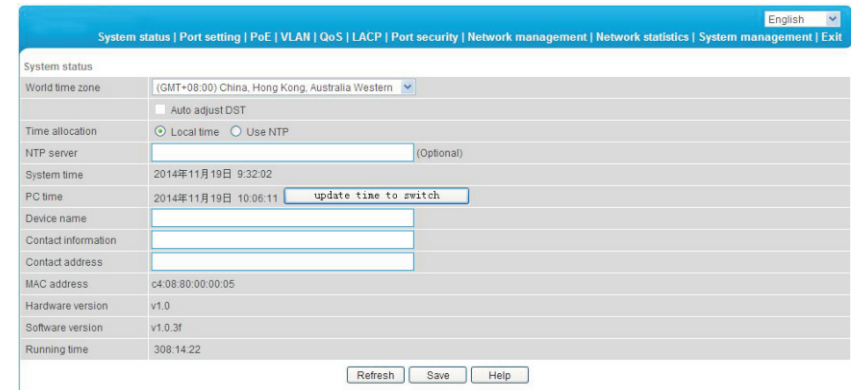 English
System status | Port setting | PoE | VLAN | QoS | LACP | Port security | Network management | Network statistics | System management | Exit
System status
World time zone (GMT+08:00) China, Hong Kong, Australia Western
Auto adjust DST
Time allocation Local time Use NTP
NTP server (Optional)
System time 2014年11月19日 9:32:02
PC time 2014年11月19日 10:06:11 update time to switch
Device name
Contact information
Contact address
MAC address c4:08:80:00:00:05
Hardware version v1.0
Software version v1.0.3f
Running time 308:14:22
Refresh Save Help